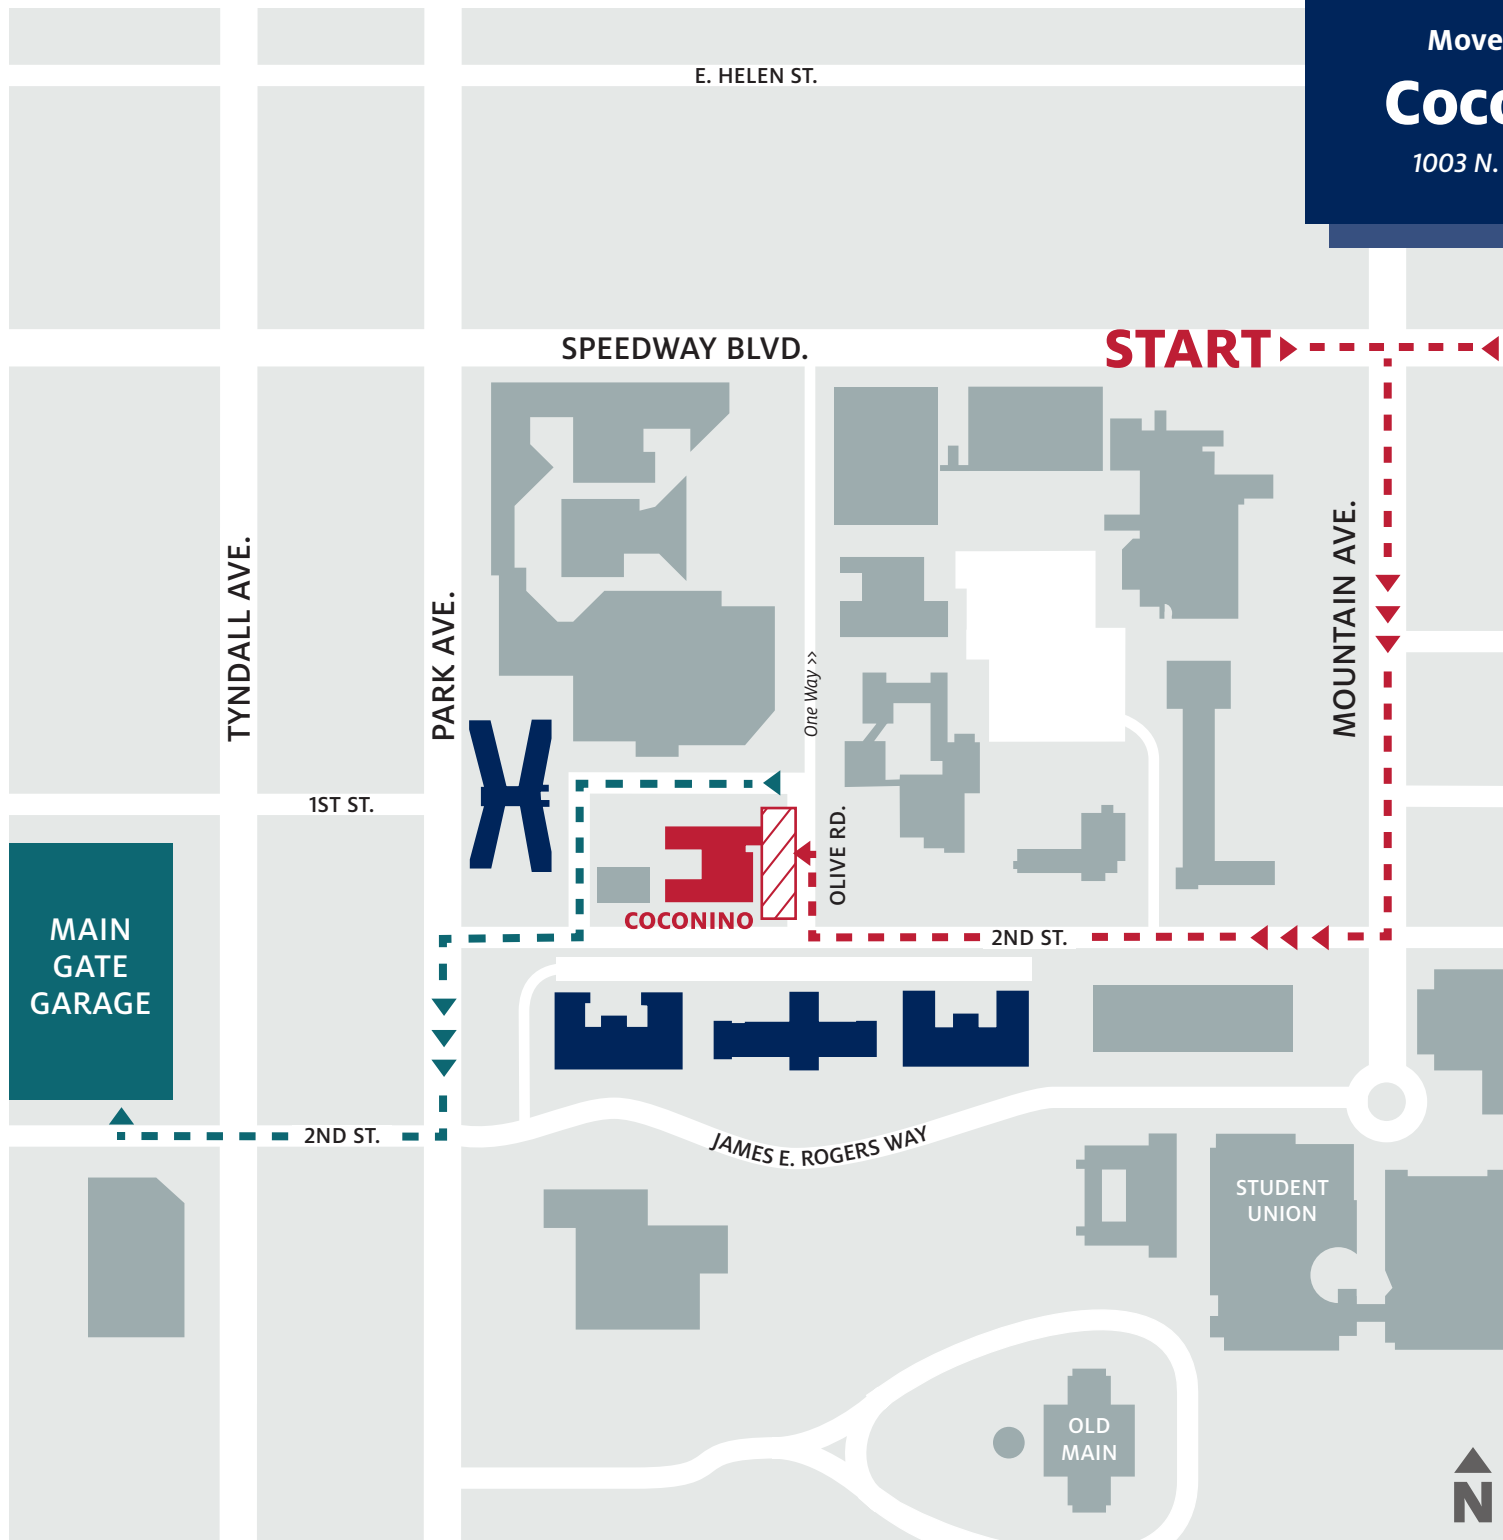 Move
Coco
1003 N.
E. HELEN ST.
SPEEDWAY BLVD.
START
TYNDALL AVE.
PARK AVE.
One Way >>
MOUNTAIN AVE.
1ST ST.
OLIVE RD.
COCONINO
2ND ST.
MAIN
GATE
GARAGE
2ND ST.
JAMES E. ROGERS WAY
STUDENT
UNION
OLD
MAIN
N